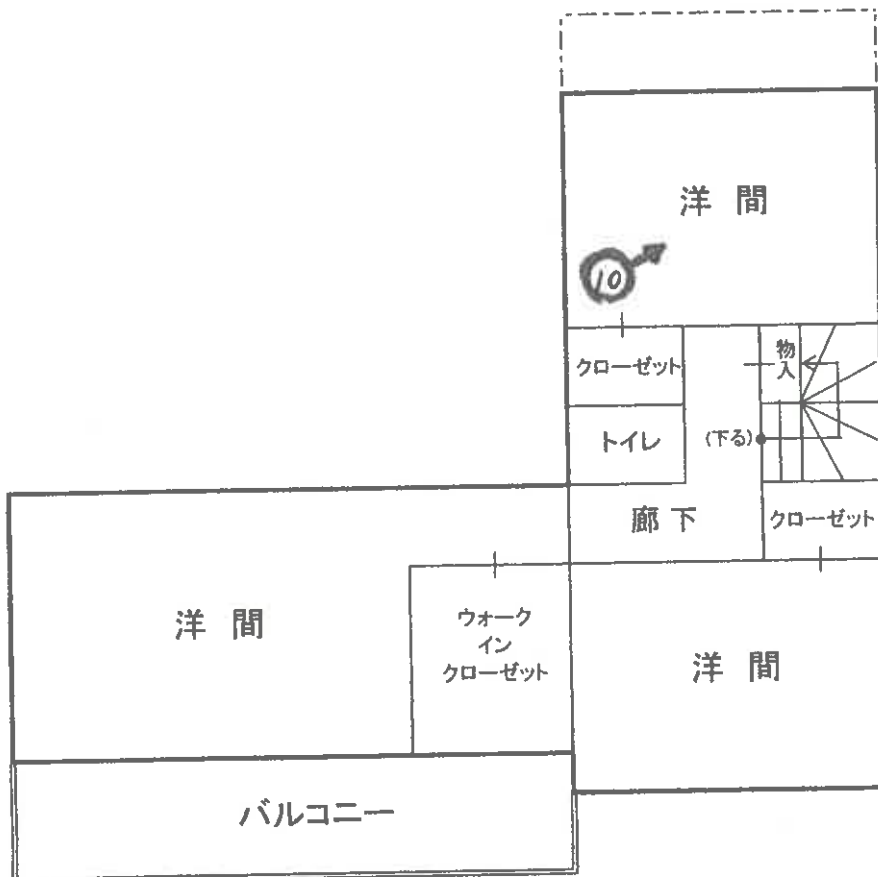 洋間
10
クローゼット
物入
トイレ
(下る)
廊下
クローゼット
洋間
ウォーク
イン
クローゼット
洋間
バルコニー